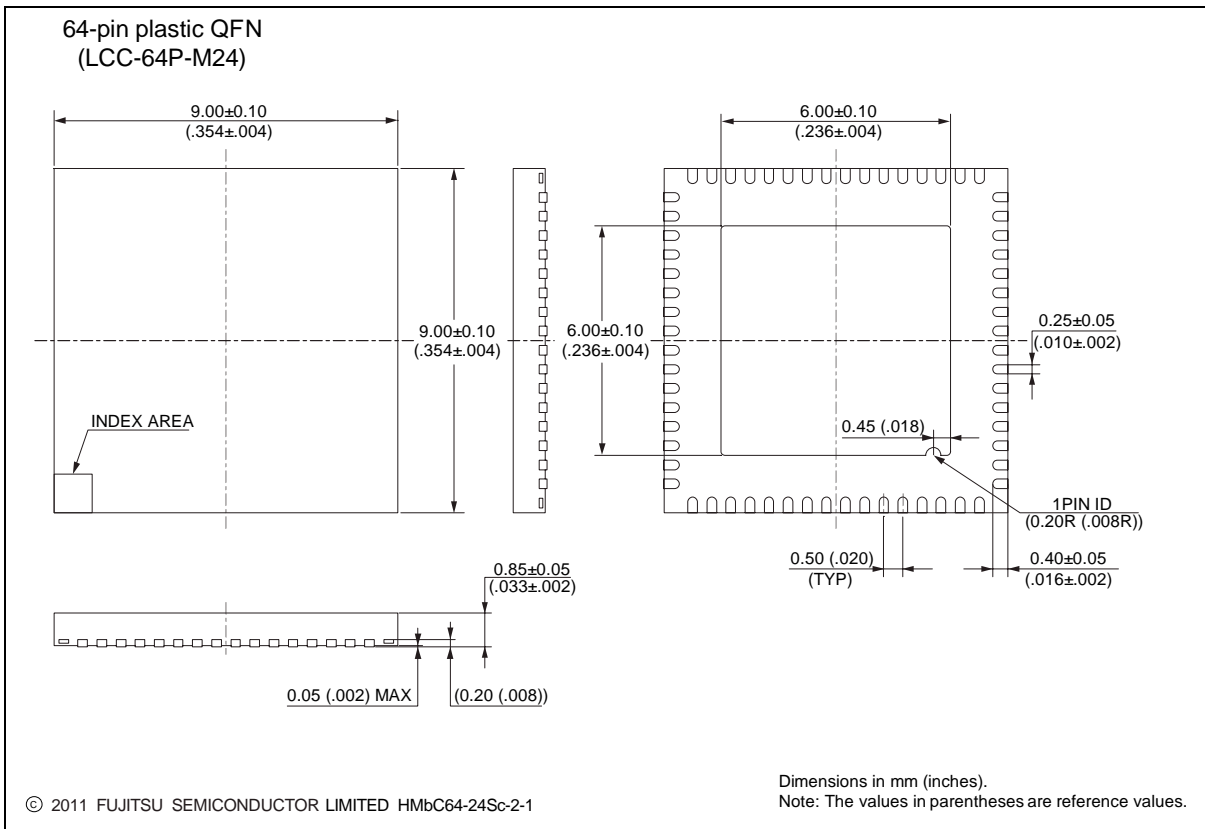 64-pin plastic QFN
(LCC-64P-M24)
9.00±0.10
(.354±.004)
6.00±0.10
(.236±.004)
9.00±0.10
(.354±.004)
6.00±0.10
(.236±.004)
0.25±0.05
(.010±.002)
INDEX AREA
0.45 (.018)
1PIN ID
(0.20R (.008R))
0.50 (.020)
(TYP)
0.40±0.05
(.016±.002)
0.85±0.05
(.033±.002)
0.05 (.002) MAX
(0.20 (.008))
© 2011 FUJITSU SEMICONDUCTOR LIMITED HMbC64-24Sc-2-1
Dimensions in mm (inches).
Note: The values in parentheses are reference values.